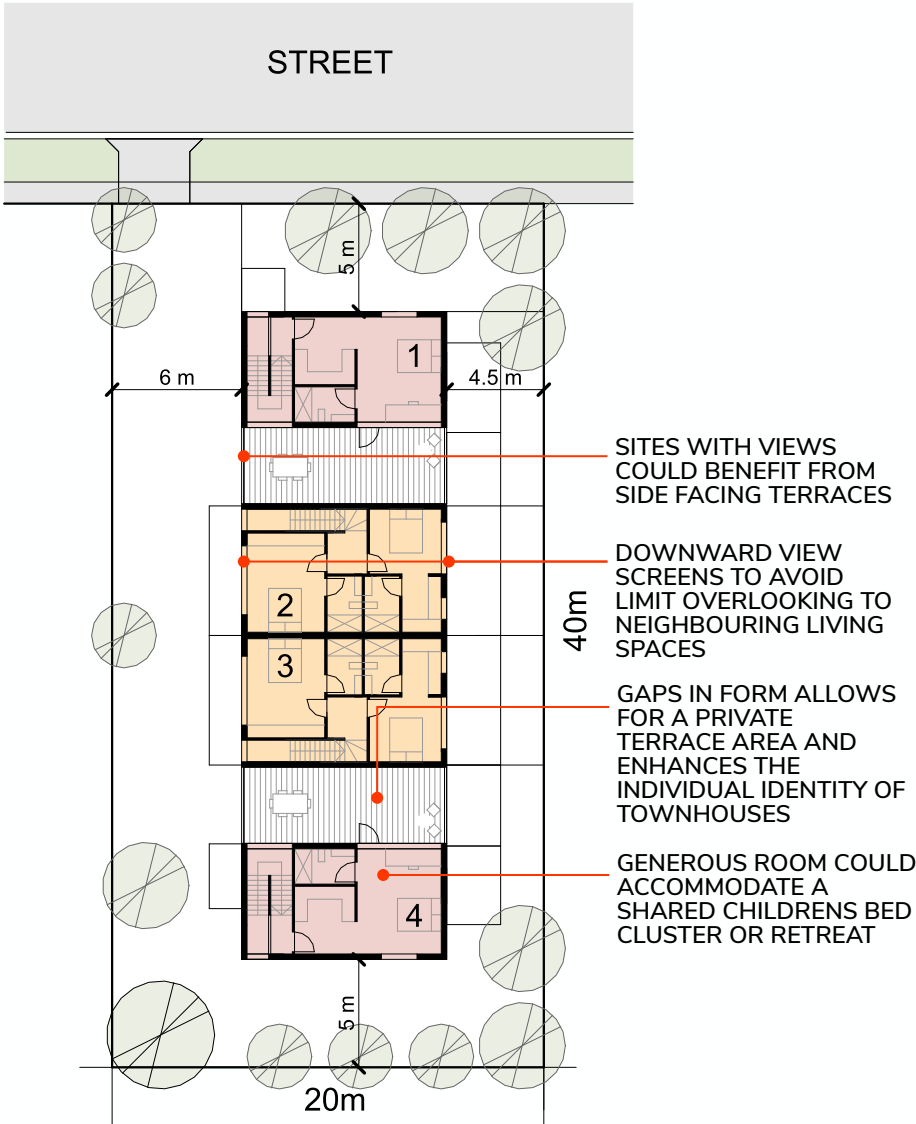 STREET
5 m
1
6 m
4.5 m
SITES WITH VIEWS
COULD BENEFIT FROM
SIDE FACING TERRACES
DOWNWARD VIEW
SCREENS TO AVOID
LIMIT OVERLOOKING TO
NEIGHBOURING LIVING
SPACES
2
40m
3
GAPS IN FORM ALLOWS
FOR A PRIVATE
TERRACE AREA AND
ENHANCES THE
INDIVIDUAL IDENTITY OF
TOWNHOUSES
GENEROUS ROOM COULD
ACCOMMODATE A
SHARED CHILDRENS BED
CLUSTER OR RETREAT
4
5 m
20m